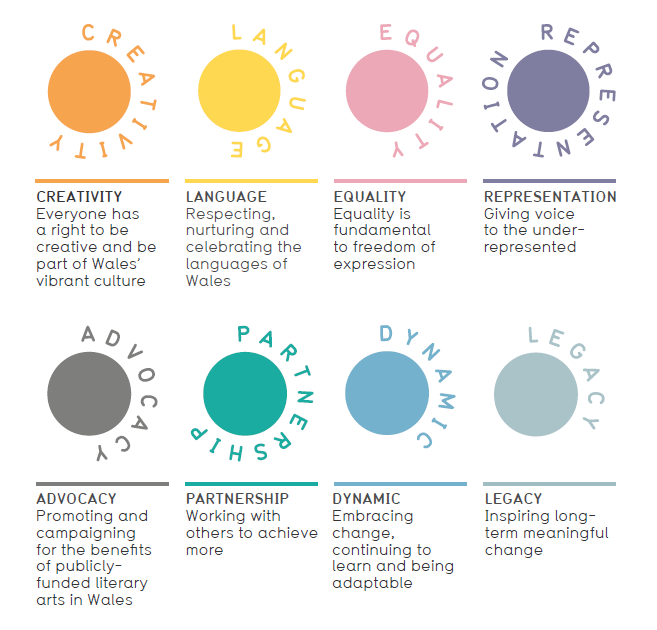 CREATIVITY
LANGUAGE
EQUALITY
REPRESENTATION
CREATIVITY
Everyone has
a right to be
creative and be
part of Wales'
vibrant culture
LANGUAGE
Respecting,
nurturing and
celebrating the
languages of
Wales
EQUALITY
Equality is
fundamental
to freedom of
expression
REPRESENTATION
Giving voice
to the under-
represented
ADVOCACY
PARTNERSHIP
DYNAMIC
LEGACY
ADVOCACY
Promoting and
campaigning
for the benefits
of publicly-
funded literary
arts in Wales
PARTNERSHIP
Working with
others to achieve
more
DYNAMIC
Embracing
change,
continuing to
learn and being
adaptable
LEGACY
Inspiring long-
term meaningful
change